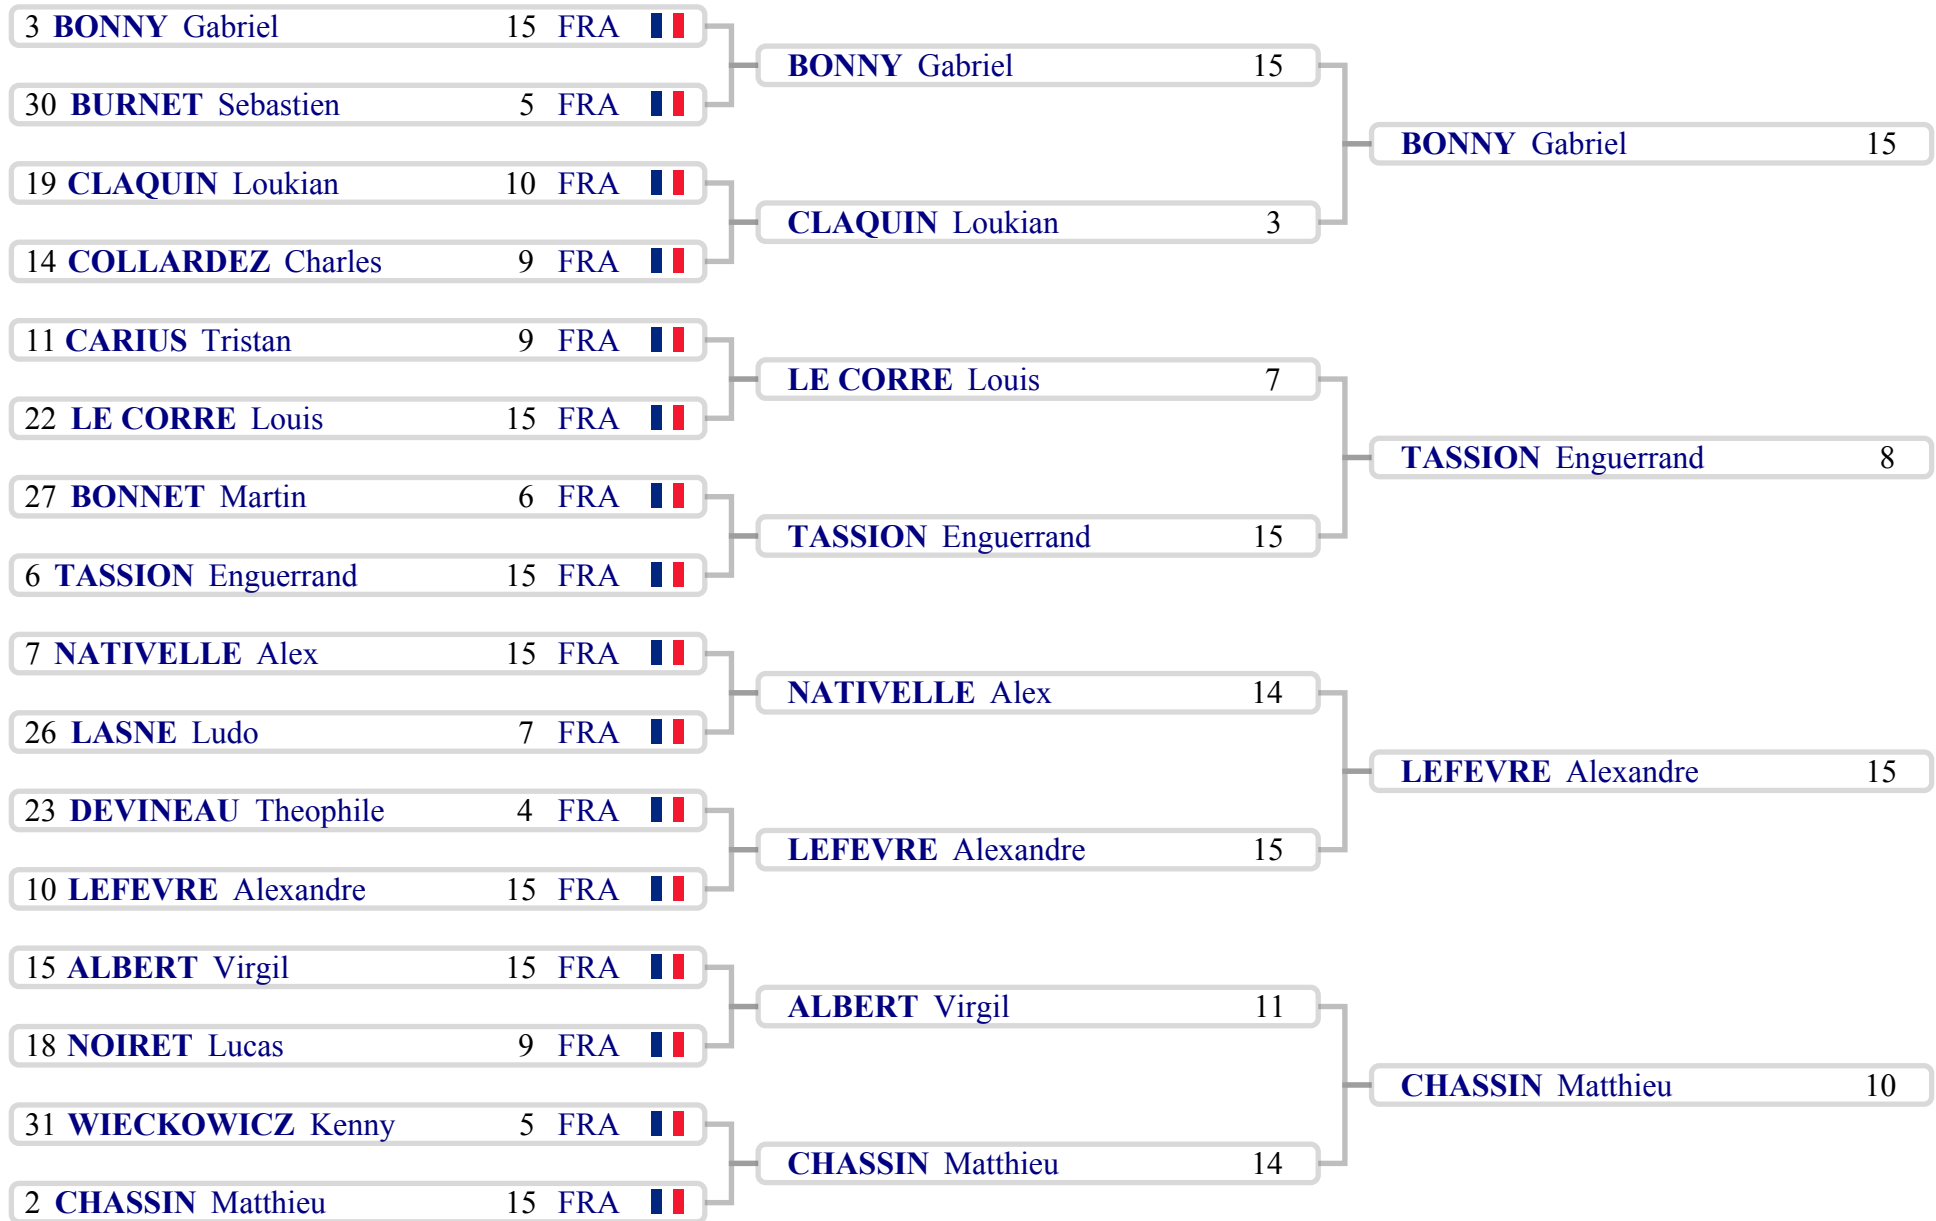 3 BONNY Gabriel 15 FRA
BONNY Gabriel 15
30 BURNET Sebastien 5 FRA
BONNY Gabriel 15
19 CLAQUIN Loukian 10 FRA
CLAQUIN Loukian 3
14 COLLARDEZ Charles 9 FRA
11 CARIUS Tristan 9 FRA
LE CORRE Louis 7
22 LE CORRE Louis 15 FRA
TASSION Enguerrand 8
27 BONNET Martin 6 FRA
TASSION Enguerrand 15
6 TASSION Enguerrand 15 FRA
7 NATIVELLE Alex 15 FRA
NATIVELLE Alex 14
26 LASNE Ludo 7 FRA
LEFEVRE Alexandre 15
23 DEVINEAU Theophile 4 FRA
LEFEVRE Alexandre 15
10 LEFEVRE Alexandre 15 FRA
15 ALBERT Virgil 15 FRA
ALBERT Virgil 11
18 NOIRET Lucas 9 FRA
CHASSIN Matthieu 10
31 WIECKOWICZ Kenny 5 FRA
CHASSIN Matthieu 14
2 CHASSIN Matthieu 15 FRA